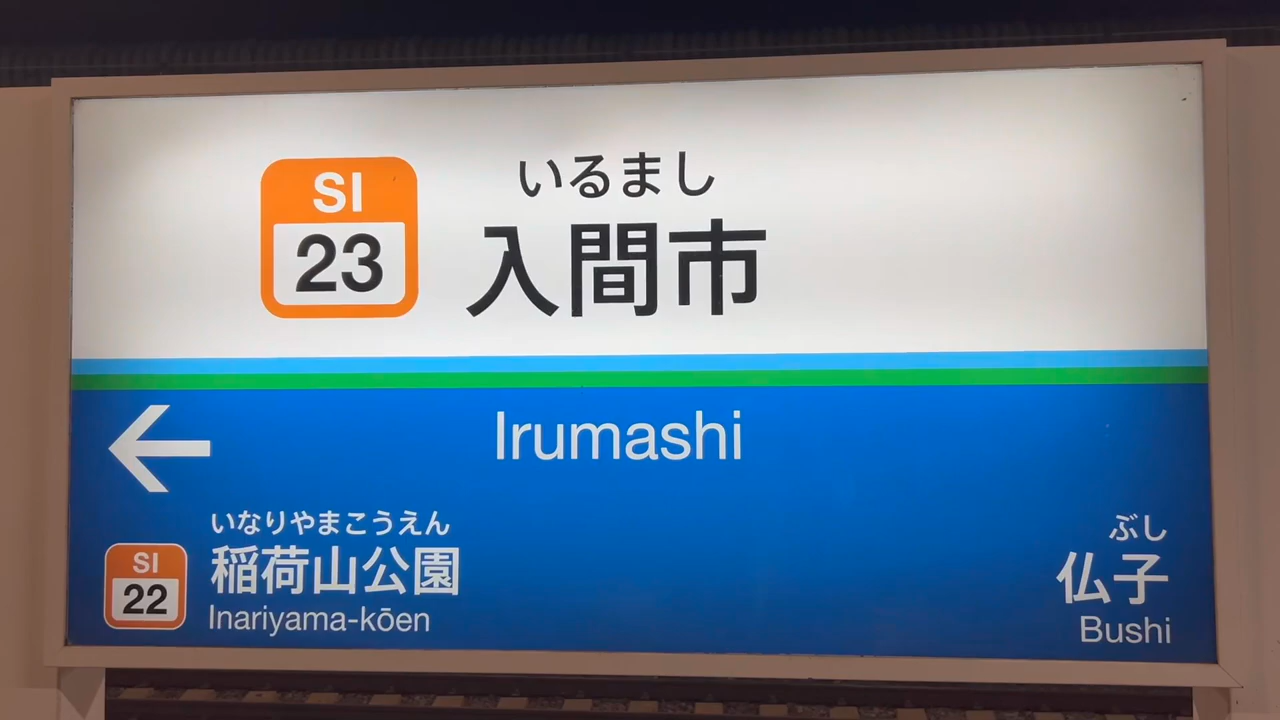 SI
23
いるまし
入間市
Irumashi
いなりやまこうえん
SI
22
稲荷山公園
Inariyama-kōen
ぶし
仏子
Bushi